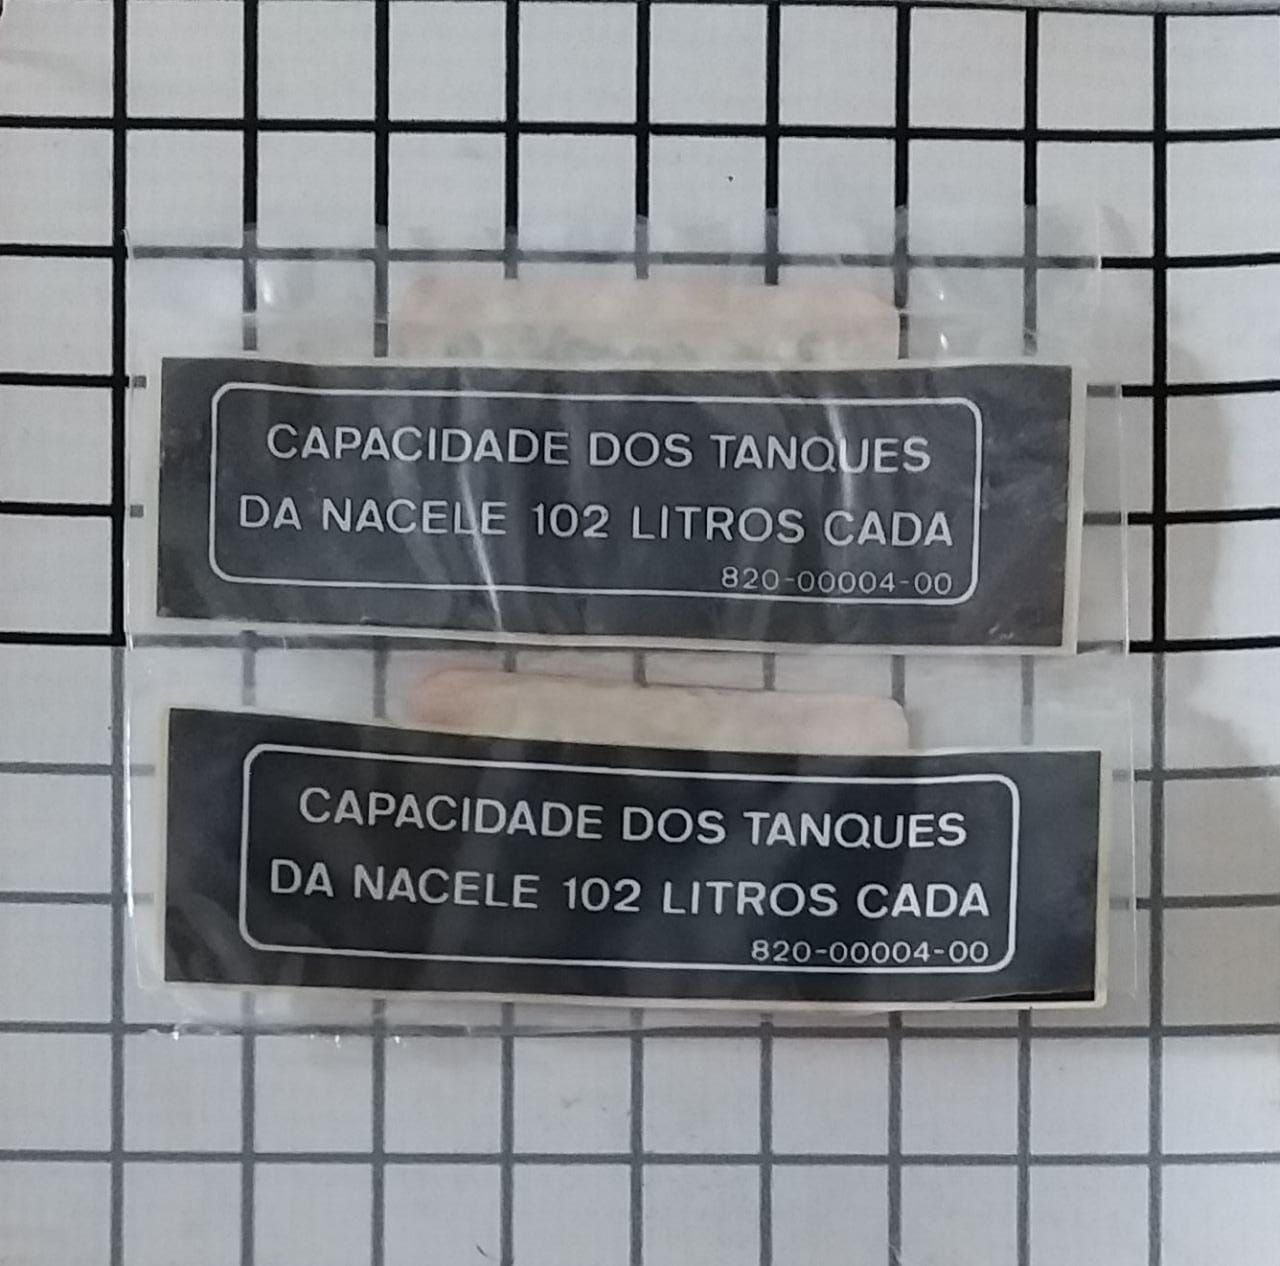 CAPACIDADE DOS TANQUES
DA NACELE 102 LITROS CADA
820-00004-00
CAPACIDADE DOS TANQUES
DA NACELE 102 LITROS CADA
820-00004-00